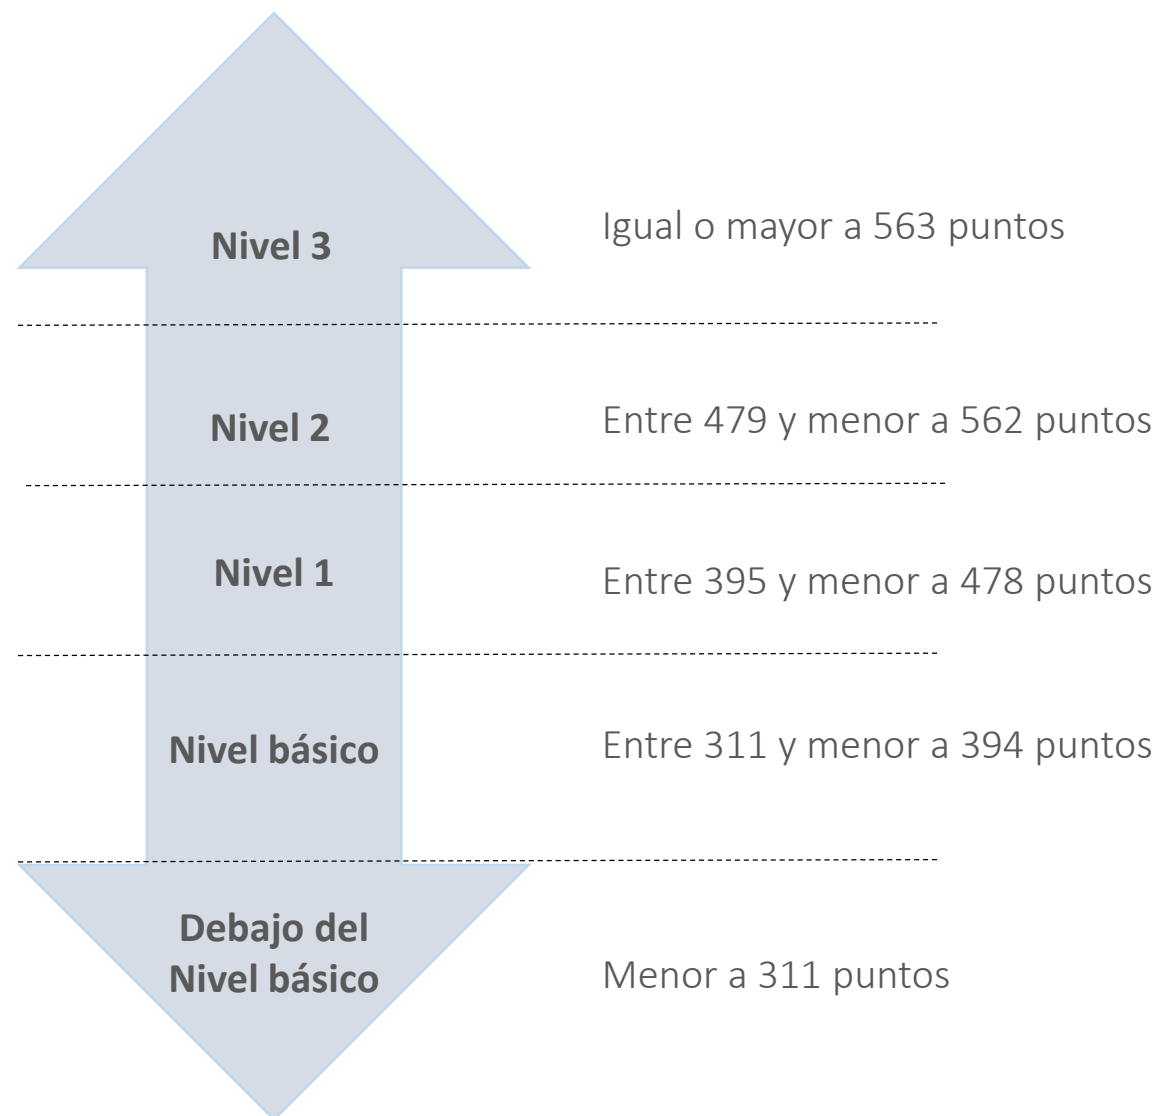 Nivel 3
Igual o mayor a 563 puntos
Nivel 2
Entre 479 y menor a 562 puntos
Nivel 1
Entre 395 y menor a 478 puntos
Nivel básico
Entre 311 y menor a 394 puntos
Debajo del
Nivel básico
Menor a 311 puntos